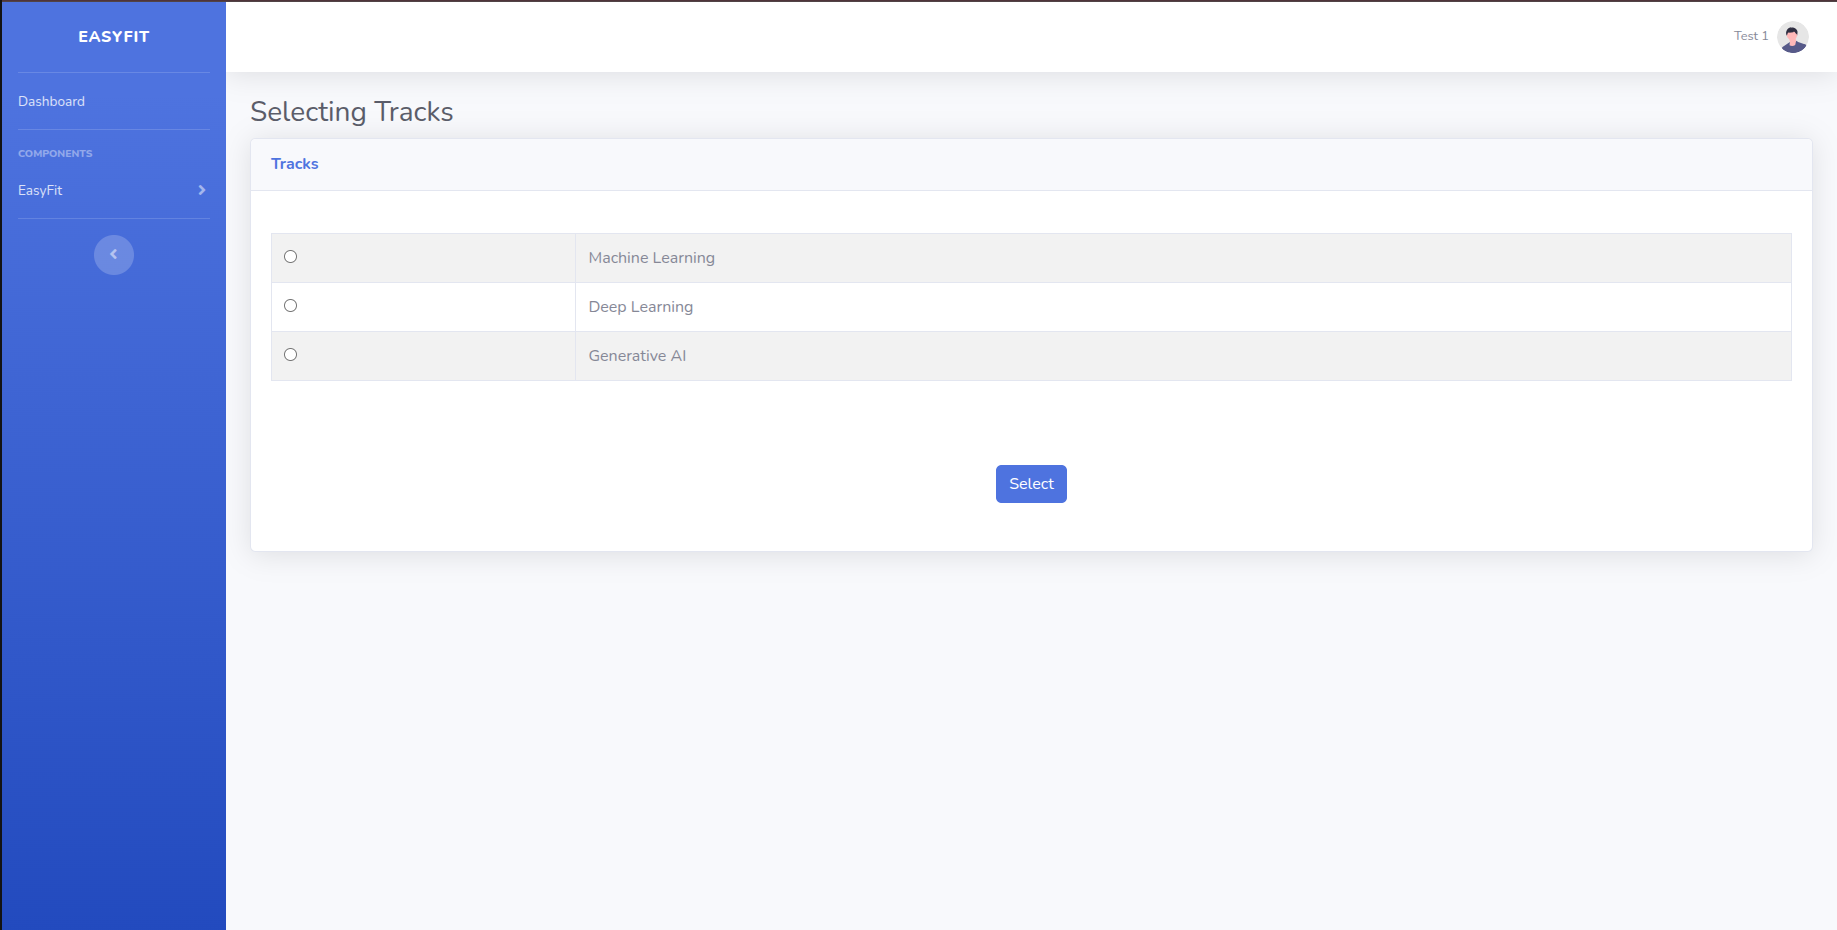 EASYFIT
Dashboard
COMPONENTS
EasyFit
Test 1
Selecting Tracks
Tracks
Machine Learning
Deep Learning
Generative AI
Select